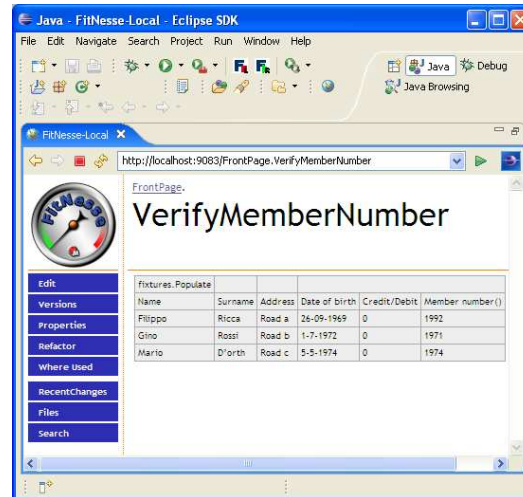 Java - FitNesse-Local - Eclipse SDK
File Edit Navigate Search Project Run Window Help
Java Debug
Java Browsing
FitNesse-Local
http://localhost:9083/FrontPage.VerifyMemberNumber
FitNesse
FrontPage.
VerifyMemberNumber
Edit
Versions
Properties
Refactor
Where Used
RecentChanges
Files
Search
fixtures.Populate
Name Surname Address Date of birth Credit/Debit Member number()
Filippo Ricca Road a 26-09-1969 0 1992
Gino Rossi Road b 1-7-1972 0 1971
Mario D'orth Road c 5-5-1974 0 1974